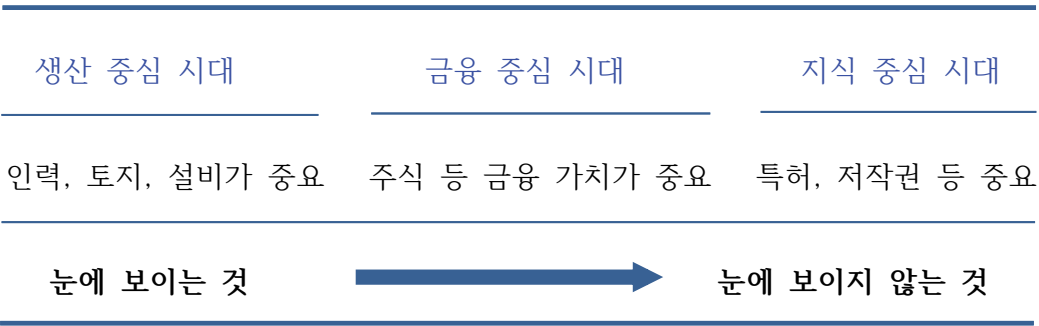 생산 중심 시대 금융 중심 시대 지식 중심 시대
인력, 토지, 설비가 중요 주식 등 금융 가치가 중요 특허, 저작권 등 중요
눈에 보이는 것 눈에 보이지 않는 것